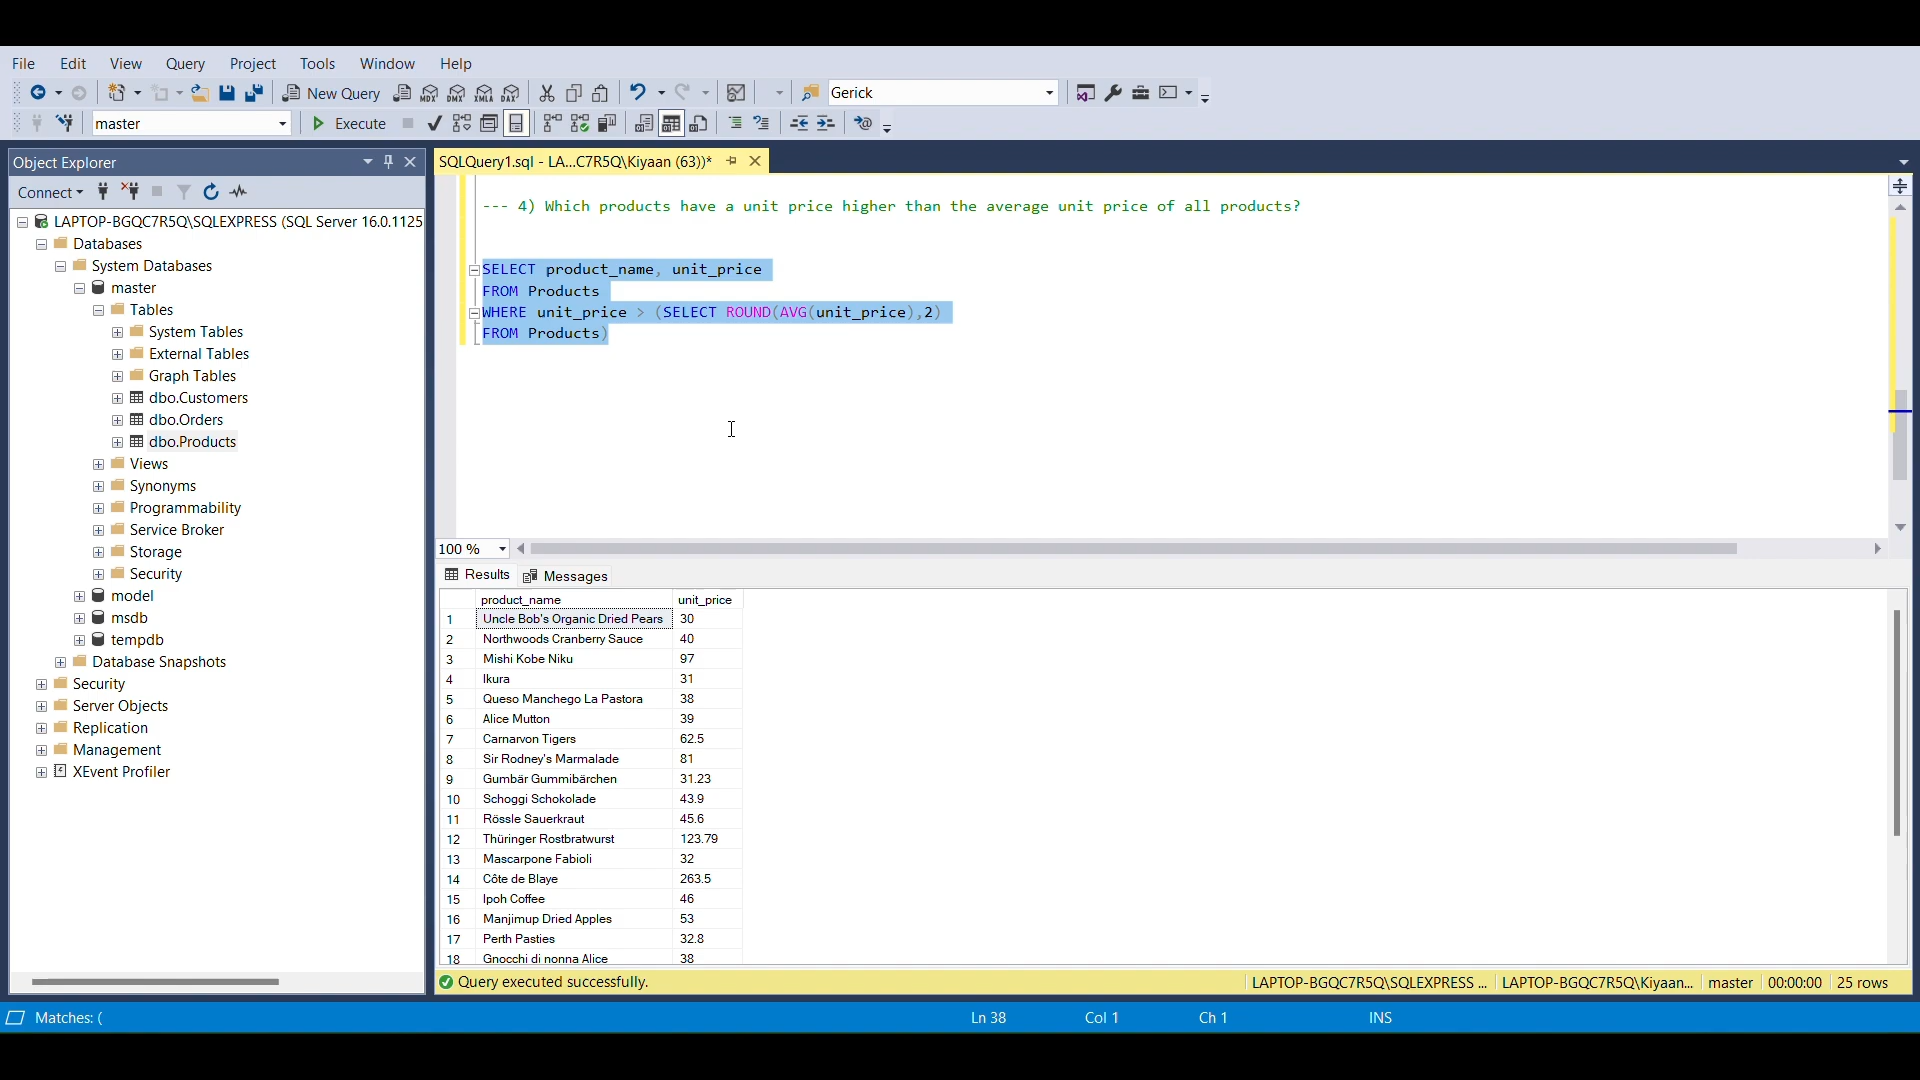 File Edit View Query Project Tools Window Help
New Query MDX DMX XMLA DAX Gerick
master Execute
Object Explorer
Connect
LAPTOP-BGQC7R5Q\SQLEXPRESS (SQL Server 16.0.1125
Databases
System Databases
master
Tables
System Tables
External Tables
Graph Tables
dbo.Customers
dbo.Orders
dbo.Products
Views
Synonyms
Programmability
Service Broker
Storage
Security
model
msdb
tempdb
Database Snapshots
Security
Server Objects
Replication
Management
XEvent Profiler
SQLQuery1.sql - LA...C7R5Q\Kiyaan (63))*
--- 4) Which products have a unit price higher than the average unit price of all products?
SELECT product_name, unit_price
FROM Products
WHERE unit_price > (SELECT ROUND(AVG(unit_price),2)
FROM Products)
100 %
Results Messages
product_name unit_price
1 Uncle Bob's Organic Dried Pears 30
2 Northwoods Cranberry Sauce 40
3 Mishi Kobe Niku 97
4 Ikura 31
5 Queso Manchego La Pastora 38
6 Alice Mutton 39
7 Carnarvon Tigers 62.5
8 Sir Rodney's Marmalade 81
9 Gumbär Gummibärchen 31.23
10 Schoggi Schokolade 43.9
11 Rössle Sauerkraut 45.6
12 Thüringer Rostbratwurst 123.79
13 Mascarpone Fabioli 32
14 Côte de Blaye 263.5
15 Ipoh Coffee 46
16 Manjimup Dried Apples 53
17 Perth Pasties 32.8
18 Gnocchi di nonna Alice 38
Query executed successfully. LAPTOP-BGQC7R5Q\SQLEXPRESS ... LAPTOP-BGQC7R5Q\Kiyaan... master 00:00:00 25 rows
Matches: ( Ln 38 Col 1 Ch 1 INS